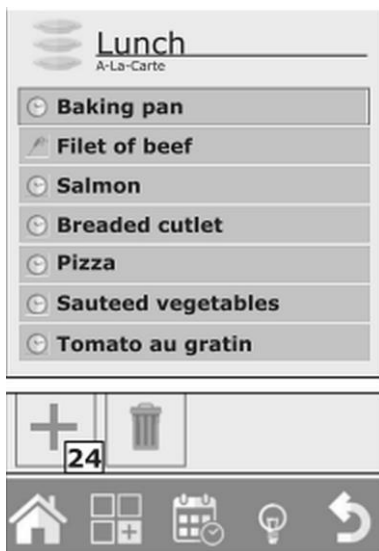 Lunch
A-La-Carte
Baking pan
Filet of beef
Salmon
Breaded cutlet
Pizza
Sauteed vegetables
Tomato au gratin
24